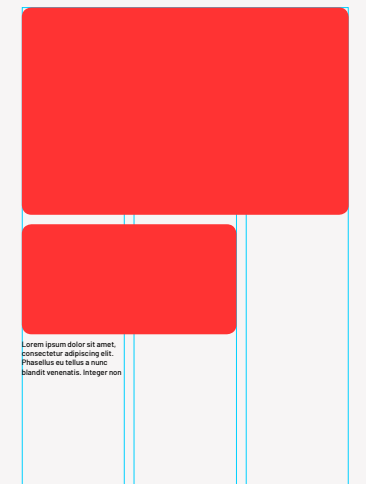 Lorem ipsum dolor sit amet,
consectetur adipiscing elit.
Phasellus eu tellus a nunc
blandit venenatis. Integer non